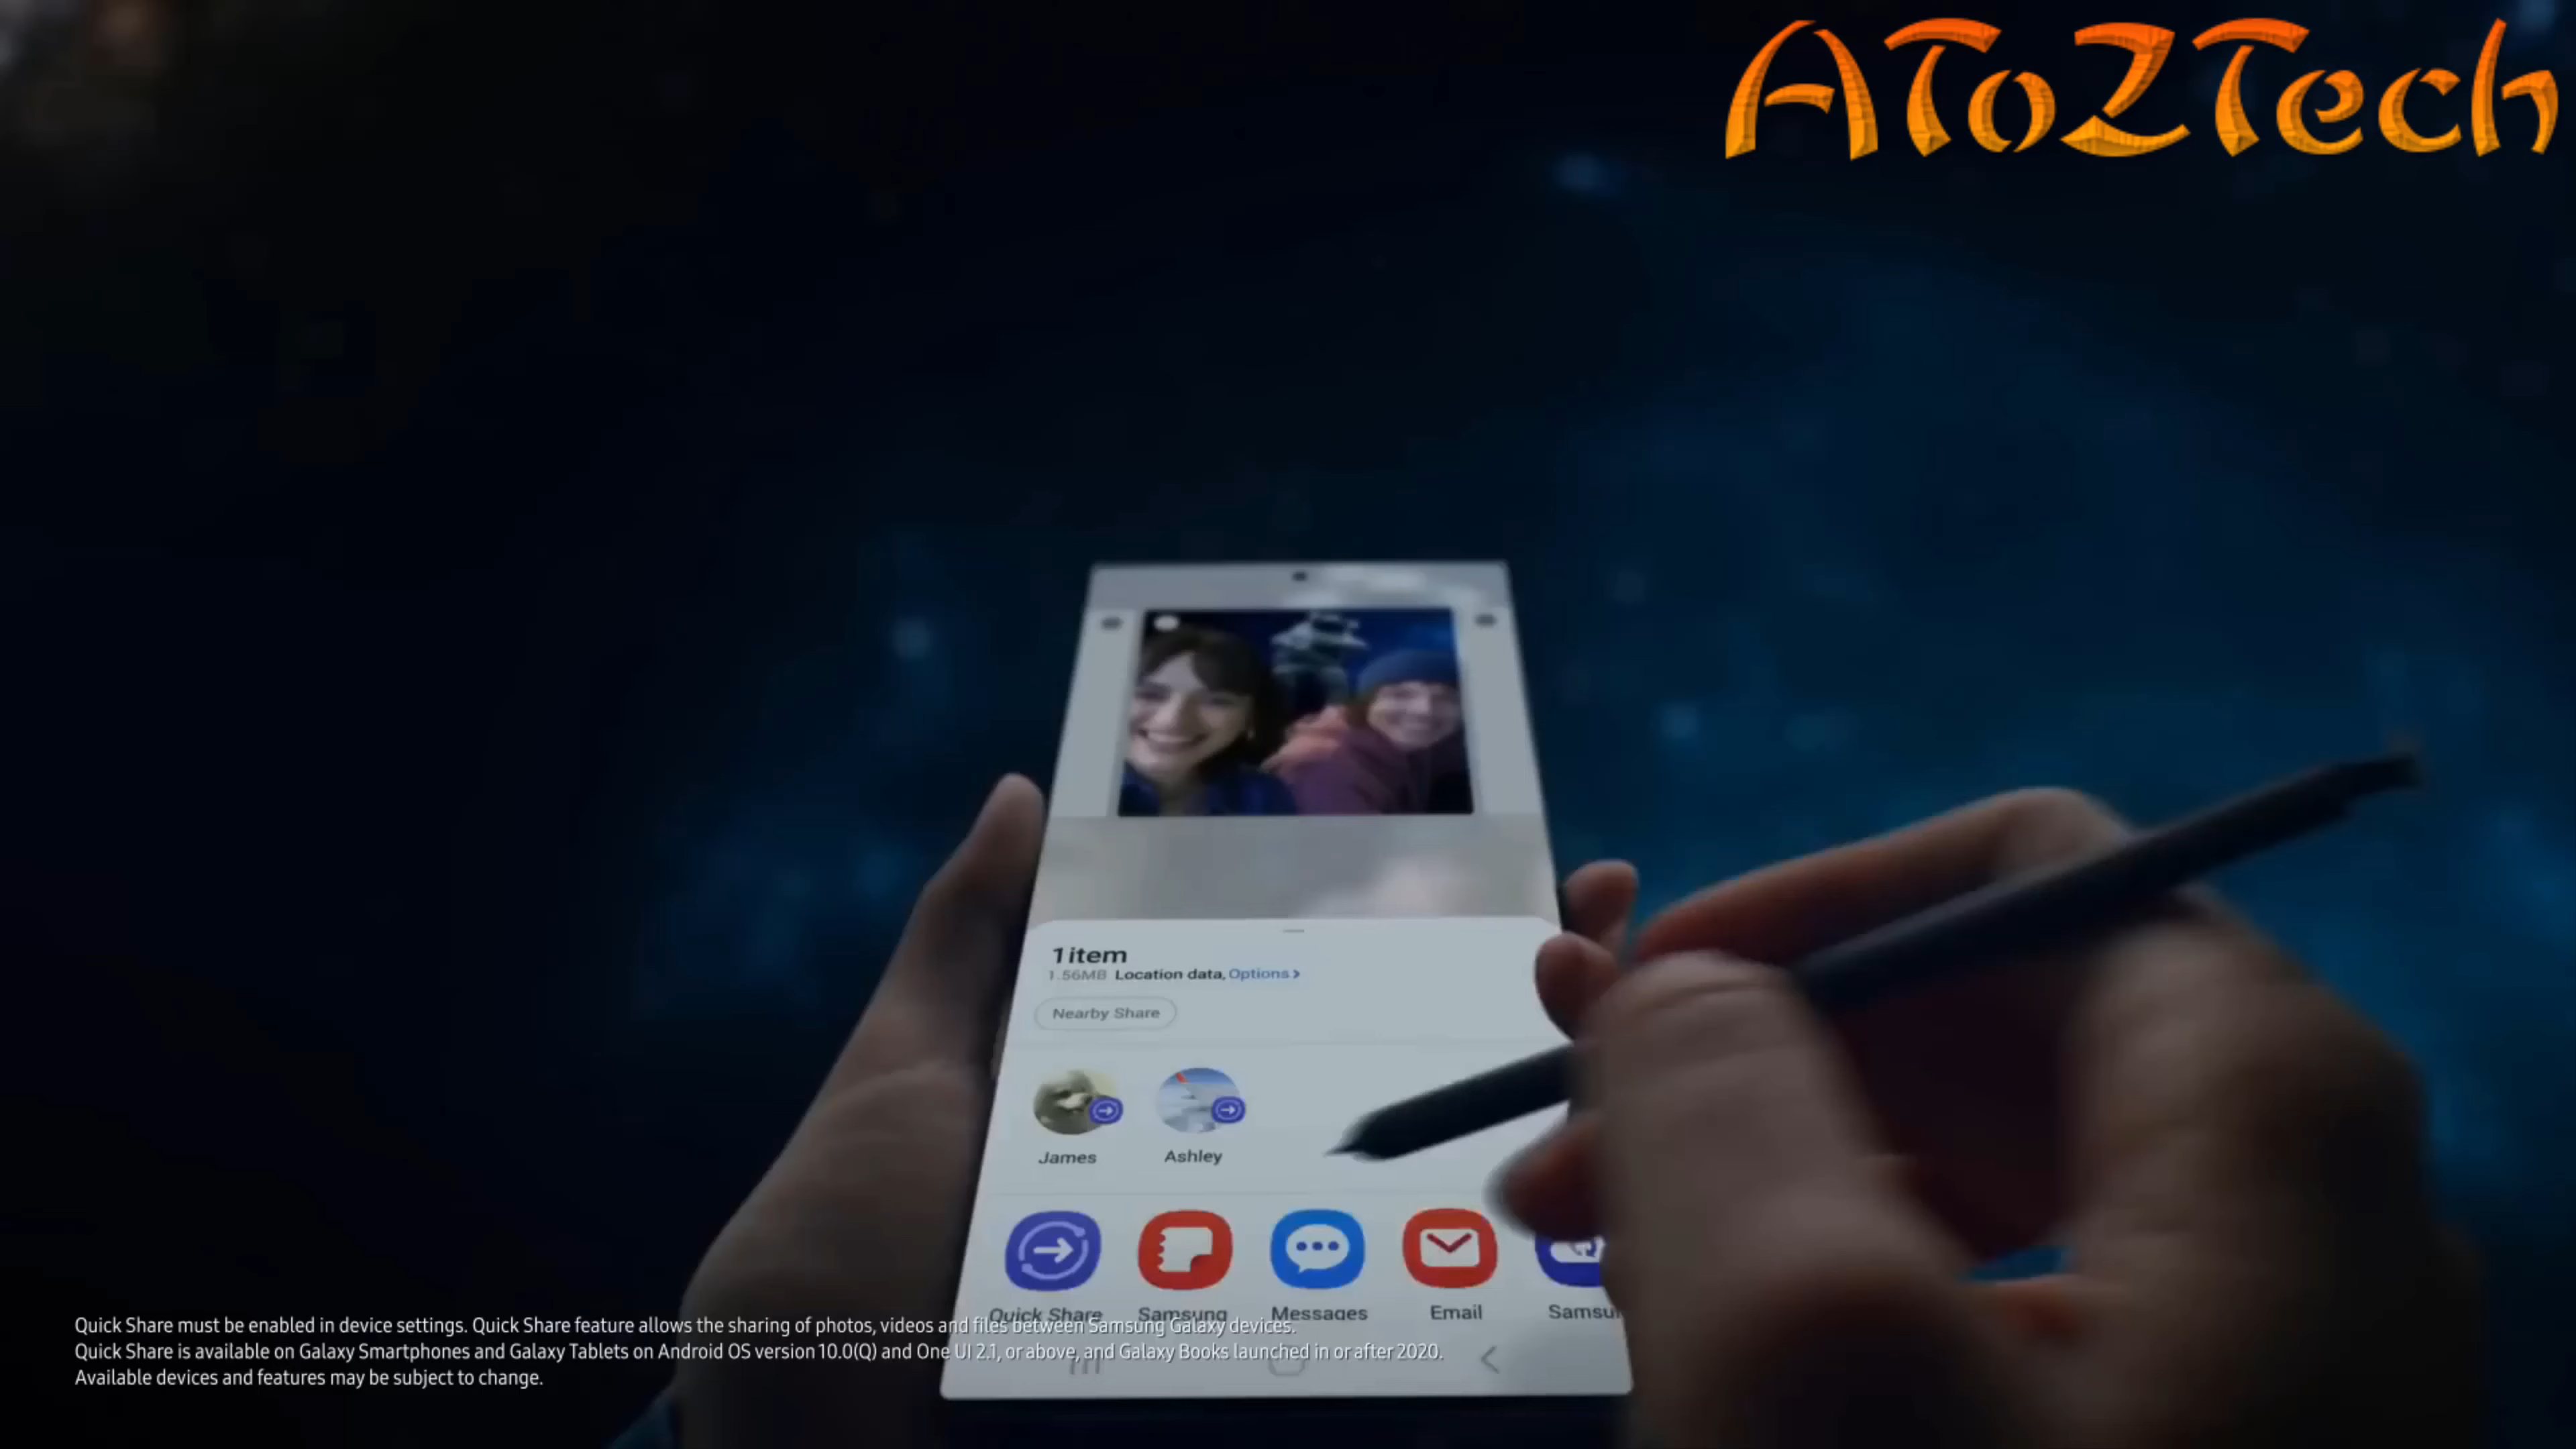 AToZTech
1 item
1.56MB Location data, Options >
Nearby Share
James
Ashley
Quick Share
Samsung
Messages
Email
Quick Share must be enabled in device settings. Quick Share feature allows the sharing of photos, videos and files between Samsung Galaxy devices.
Quick Share is available on Galaxy Smartphones and Galaxy Tablets on Android OS version 10.0(Q) and One UI 2.1, or above, and Galaxy Books launched in or after 2020.
Available devices and features may be subject to change.